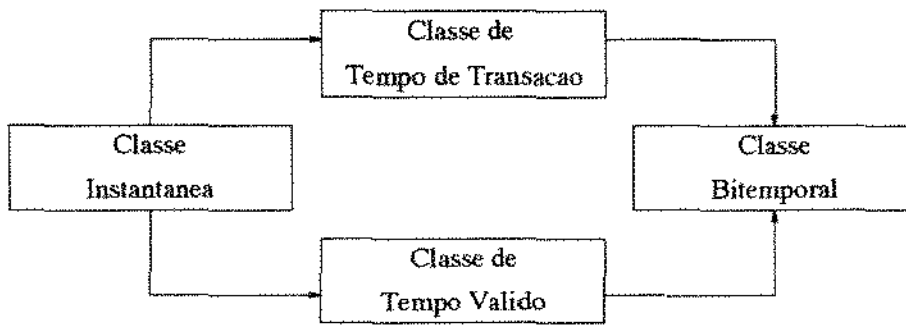 Classe de
Tempo de Transacao
Classe
Instantanea
Classe
Bitemporal
Classe de
Tempo Valido